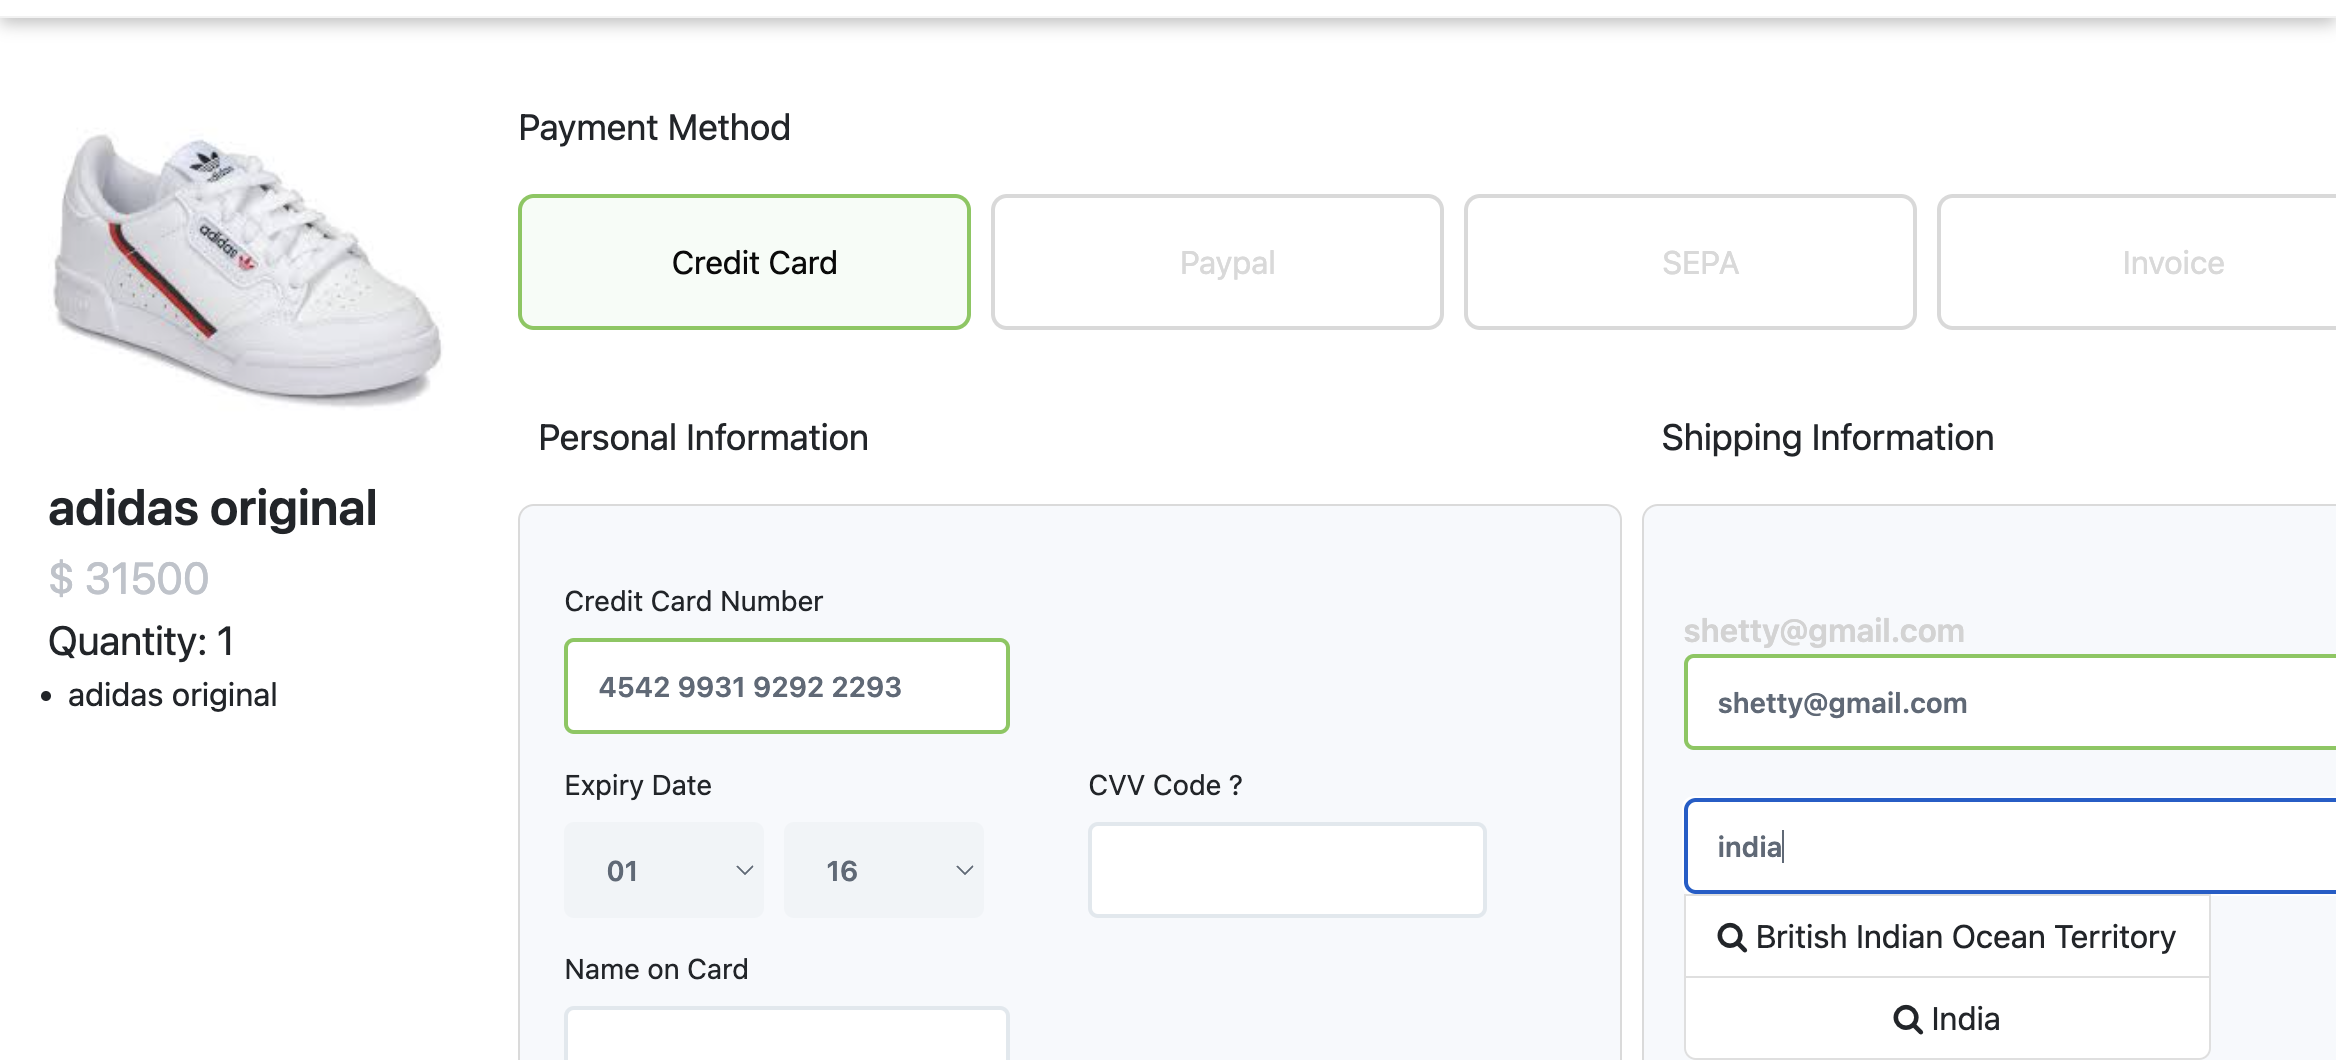 adidas
adidas
adidas original
$ 31500
Quantity: 1
• adidas original
Payment Method
Credit Card
Paypal
SEPA
Invoice
Personal Information
Credit Card Number
4542 9931 9292 2293
Expiry Date
CVV Code ?
01
16
Name on Card
Shipping Information
shetty@gmail.com
shetty@gmail.com
india
British Indian Ocean Territory
India